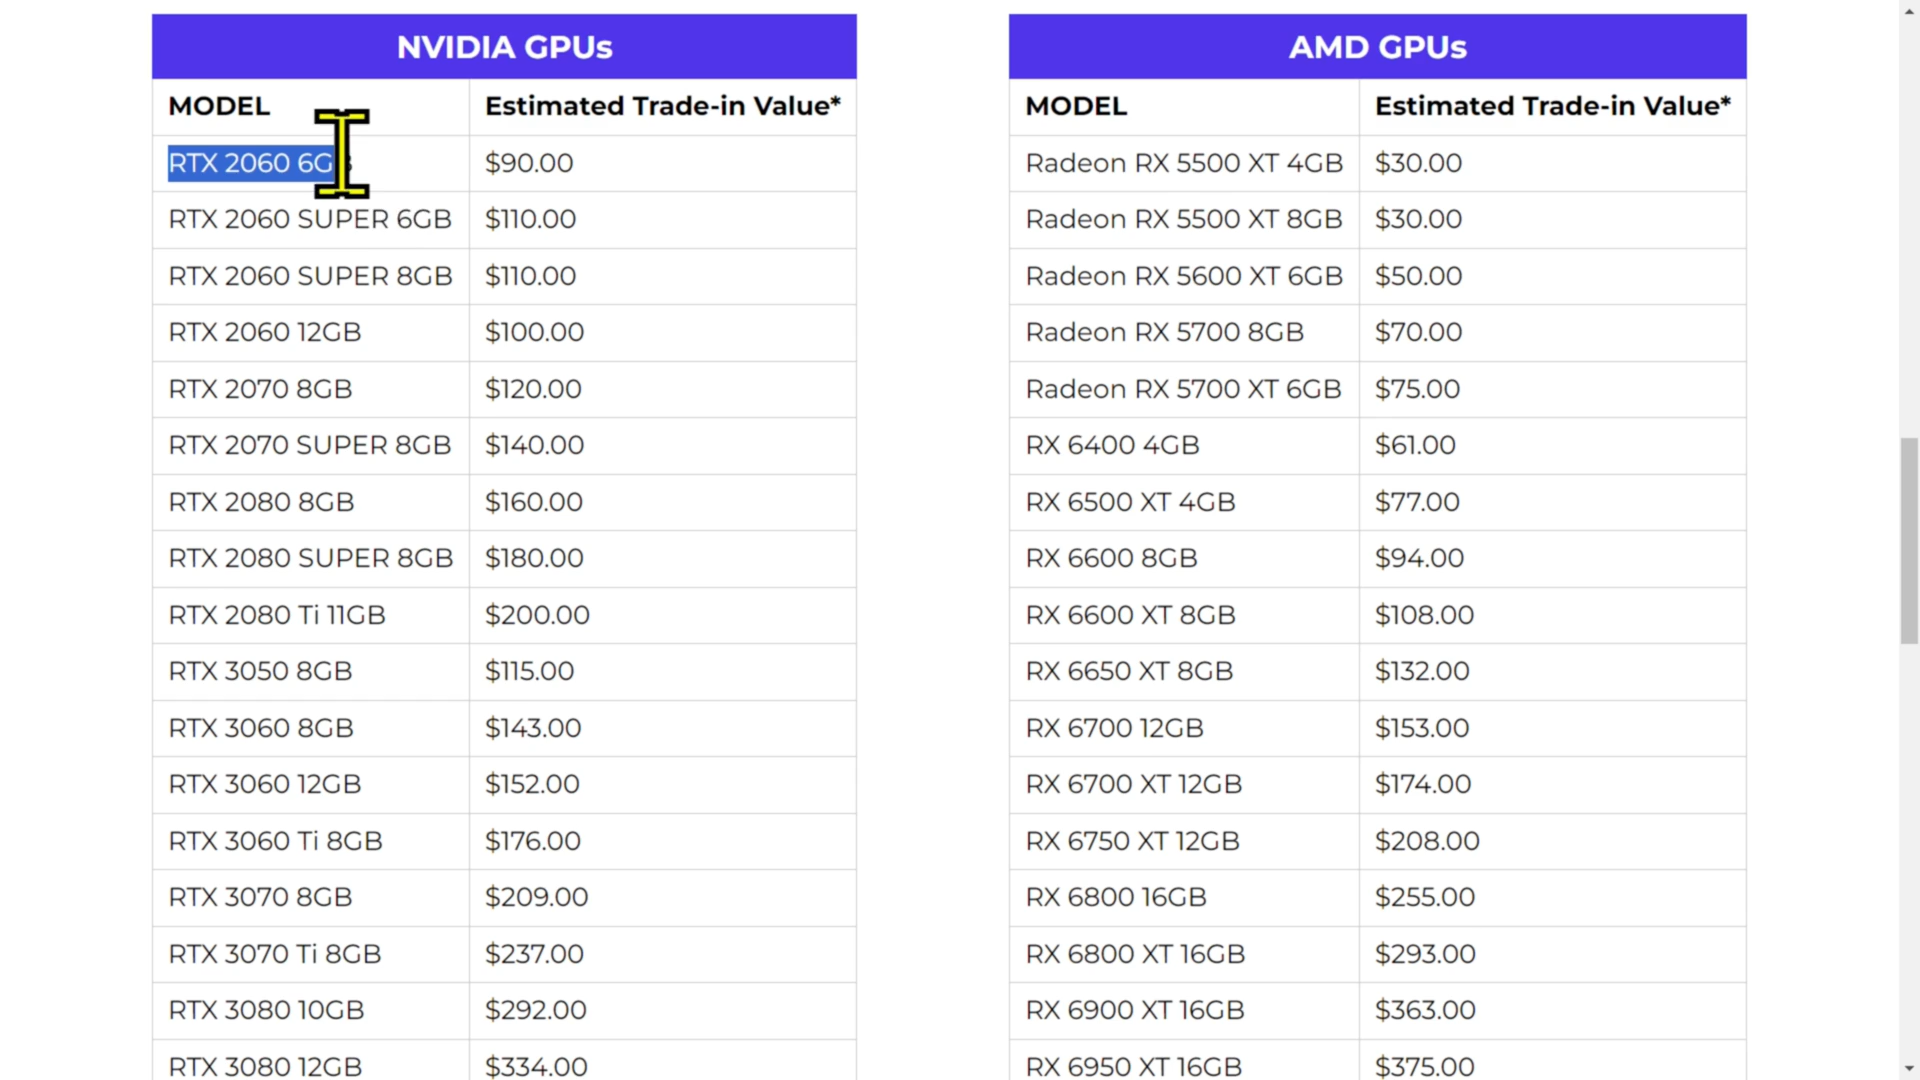 NVIDIA GPUs
MODEL Estimated Trade-in Value*
RTX 2060 6GB $90.00
RTX 2060 SUPER 6GB $110.00
RTX 2060 SUPER 8GB $110.00
RTX 2060 12GB $100.00
RTX 2070 8GB $120.00
RTX 2070 SUPER 8GB $140.00
RTX 2080 8GB $160.00
RTX 2080 SUPER 8GB $180.00
RTX 2080 Ti 11GB $200.00
RTX 3050 8GB $115.00
RTX 3060 8GB $143.00
RTX 3060 12GB $152.00
RTX 3060 Ti 8GB $176.00
RTX 3070 8GB $209.00
RTX 3070 Ti 8GB $237.00
RTX 3080 10GB $292.00
RTX 3080 12GB $334.00
AMD GPUs
MODEL Estimated Trade-in Value*
Radeon RX 5500 XT 4GB $30.00
Radeon RX 5500 XT 8GB $30.00
Radeon RX 5600 XT 6GB $50.00
Radeon RX 5700 8GB $70.00
Radeon RX 5700 XT 6GB $75.00
RX 6400 4GB $61.00
RX 6500 XT 4GB $77.00
RX 6600 8GB $94.00
RX 6600 XT 8GB $108.00
RX 6650 XT 8GB $132.00
RX 6700 12GB $153.00
RX 6700 XT 12GB $174.00
RX 6750 XT 12GB $208.00
RX 6800 16GB $255.00
RX 6800 XT 16GB $293.00
RX 6900 XT 16GB $363.00
RX 6950 XT 16GB $375.00